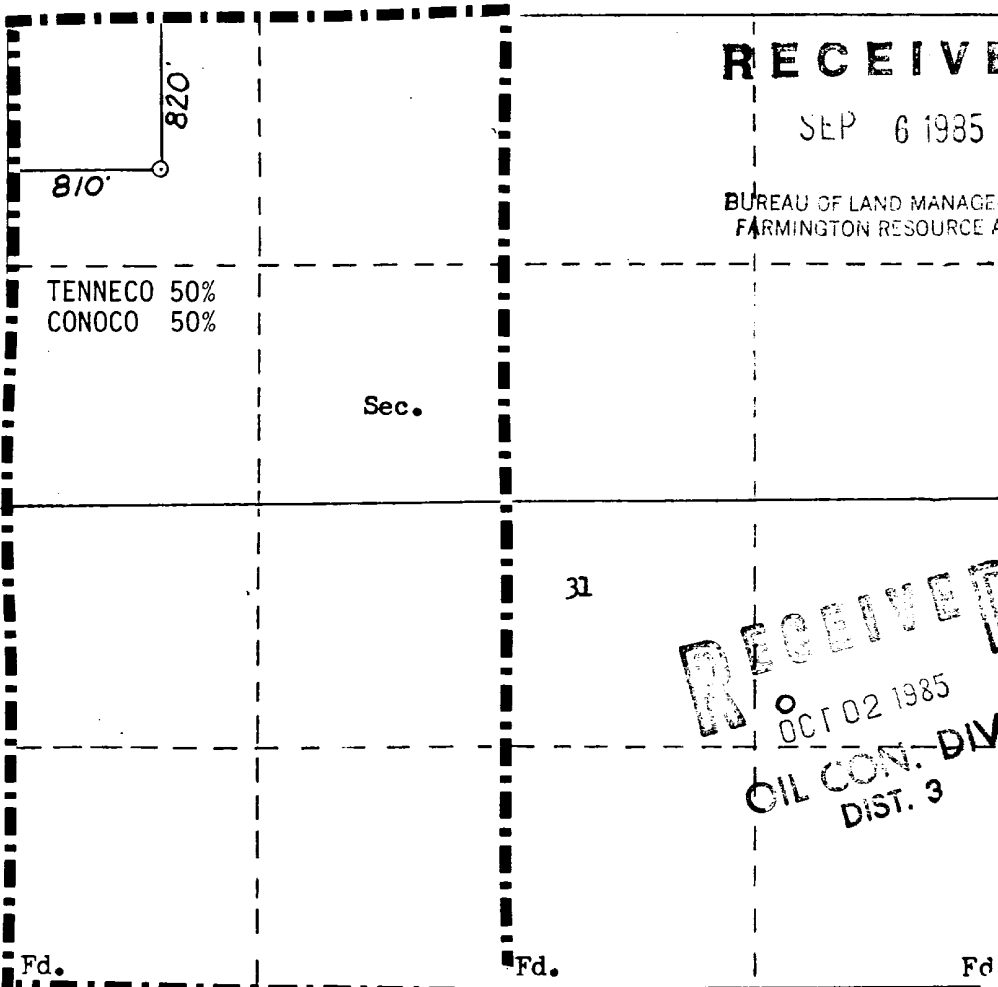 820'
810'
RECEIVE
SEP 6 1985
BUREAU OF LAND MANAGE
FARMINGTON RESOURCE A
TENNECO 50%
CONOCO 50%
Sec.
31
RECEIVE
OCT 02 1985
OIL CON. DIV
DIST. 3
Fd.
Fd.
Fd